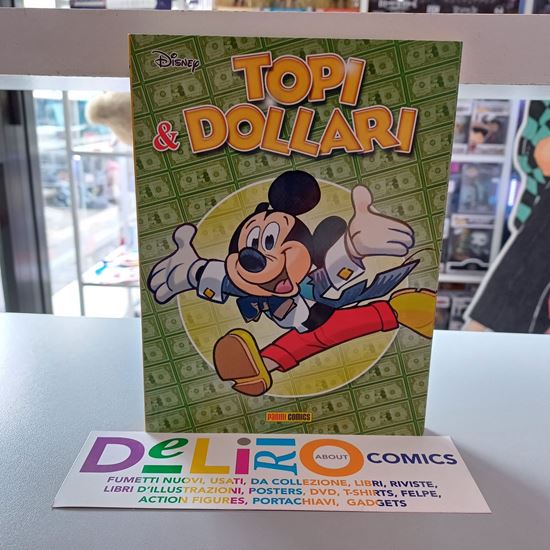 Disney
TOPI
& DOLLARI
PANINI COMICS
DeLiRiO ABOUT COMICS
FUMETTI NUOVI, USATI, DA COLLEZIONE, LIBRI, RIVISTE,
LIBRI D'ILLUSTRAZIONI, POSTERS, DVD, T-SHIRTS, FELPE,
ACTION FIGURES, PORTACHIAVI, GADGETS